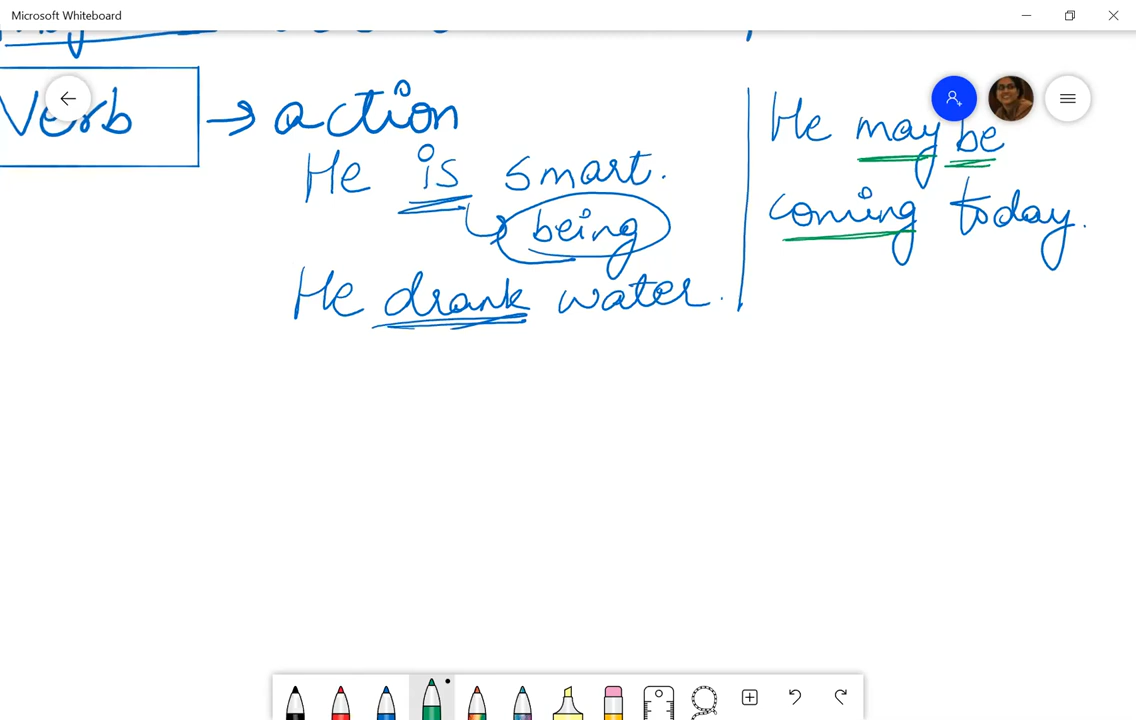 Microsoft Whiteboard
Verb → action
He is smart.
being
He drank water.
He may be
coming today.